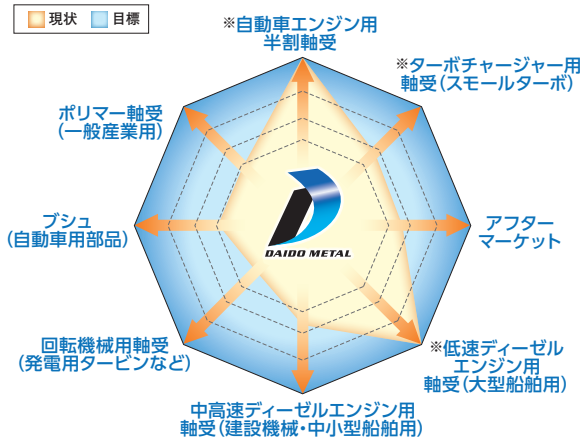 現状 目標
※自動車エンジン用
半割軸受
※ターボチャージャー用
軸受(スモールターボ)
アフター
マーケット
※低速ディーゼル
エンジン用
軸受(大型船舶用)
中高速ディーゼルエンジン用
軸受(建設機械・中小型船舶用)
回転機械用軸受
(発電用タービンなど)
ブシュ
(自動車用部品)
ポリマー軸受
(一般産業用)
DAIDO METAL